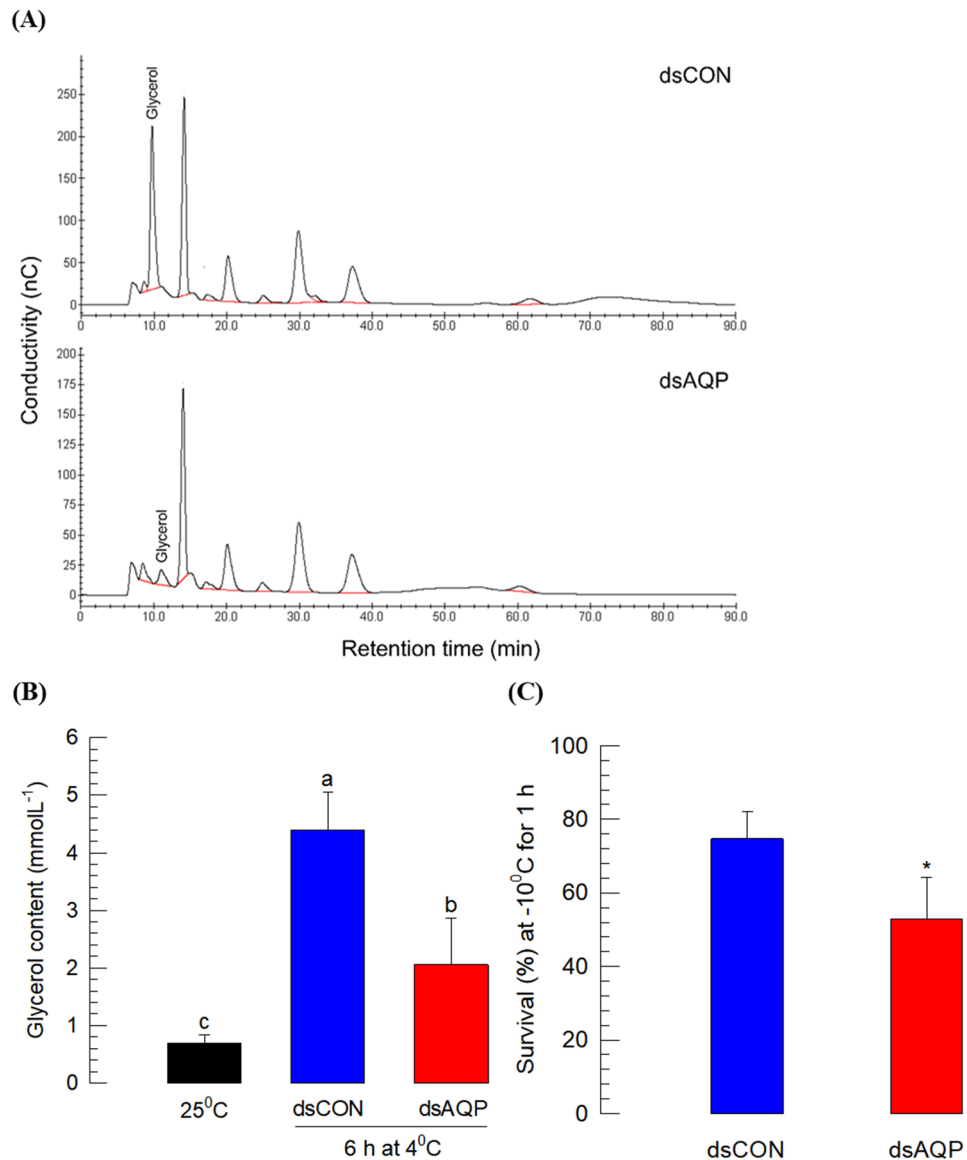 (A)
dsCON
Glycerol
250
200
150
100
50
0
0 10.0 20.0 30.0 40.0 50.0 60.0 70.0 80.0 90.0
Conductivity (nC)
dsAQP
Glycerol
200
175
150
125
100
75
50
25
0
0 10.0 20.0 30.0 40.0 50.0 60.0 70.0 80.0 90.0
Retention time (min)
(B)
Glycerol content (mmolL⁻¹)
6
5
4
3
2
1
0
c
a
b
25⁰C
dsCON
dsAQP
6 h at 4⁰C
(C)
Survival (%) at -10⁰C for 1 h
100
80
60
40
20
0
*
dsCON
dsAQP